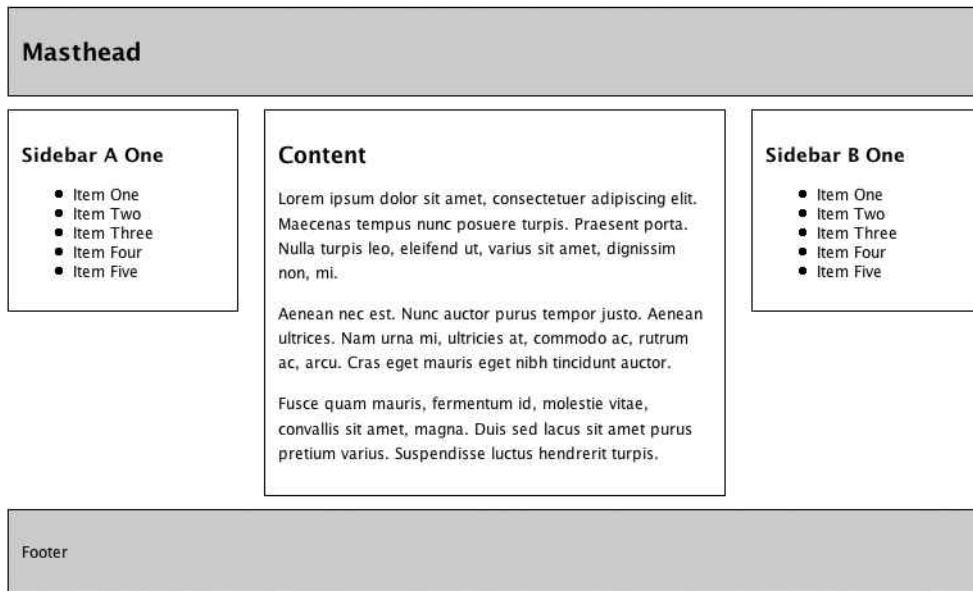 Masthead
Sidebar A One
Item One
Item Two
Item Three
Item Four
Item Five
Content
Lorem ipsum dolor sit amet, consectetuer adipiscing elit.
Maecenas tempus nunc posuere turpis. Praesent porta.
Nulla turpis leo, eleifend ut, varius sit amet, dignissim
non, mi.
Aenean nec est. Nunc auctor purus tempor justo. Aenean
ultrices. Nam urna mi, ultricies at, commodo ac, rutrum
ac, arcu. Cras eget mauris eget nibh tincidunt auctor.
Fusce quam mauris, fermentum id, molestie vitae,
convallis sit amet, magna. Duis sed lacus sit amet purus
pretium varius. Suspendisse luctus hendrerit turpis.
Sidebar B One
Item One
Item Two
Item Three
Item Four
Item Five
Footer